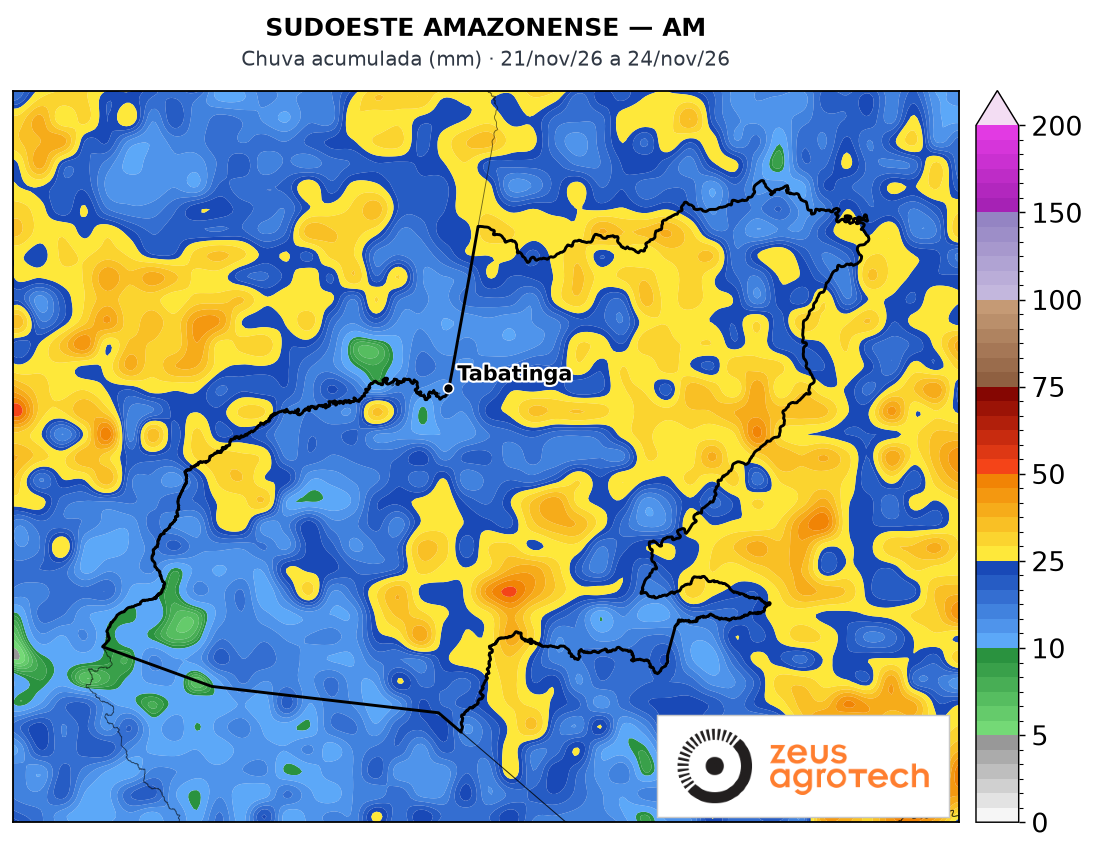 SUDOESTE AMAZONENSE — AM
Chuva acumulada (mm) · 21/nov/26 a 24/nov/26
200
150
100
75
50
25
10
5
0
Tabatinga
zeus
agrotech